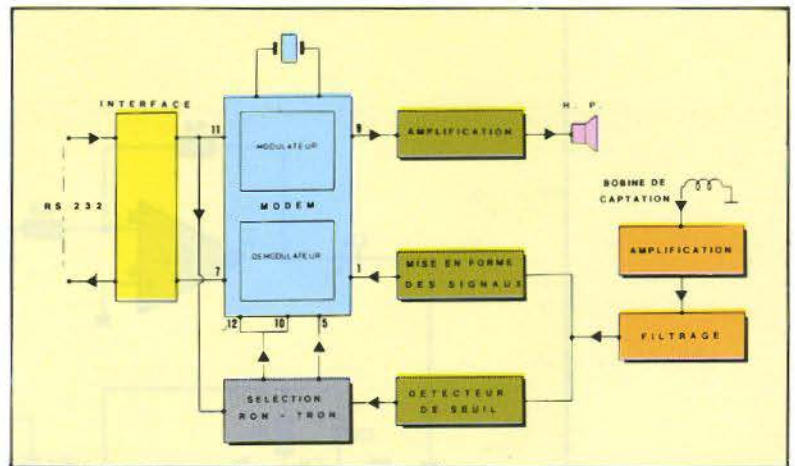 INTERFACE
RS 232
11
MODULATEUR
9
MODEM
DEMODULATEUR
7
1
12
10
5
AMPLIFICATION
H. P.
BOBINE DE
CAPTATION
AMPLIFICATION
MISE EN FORME
DES SIGNAUX
FILTRAGE
SELECTION
RON - TRON
DETECTEUR
DE SEUIL